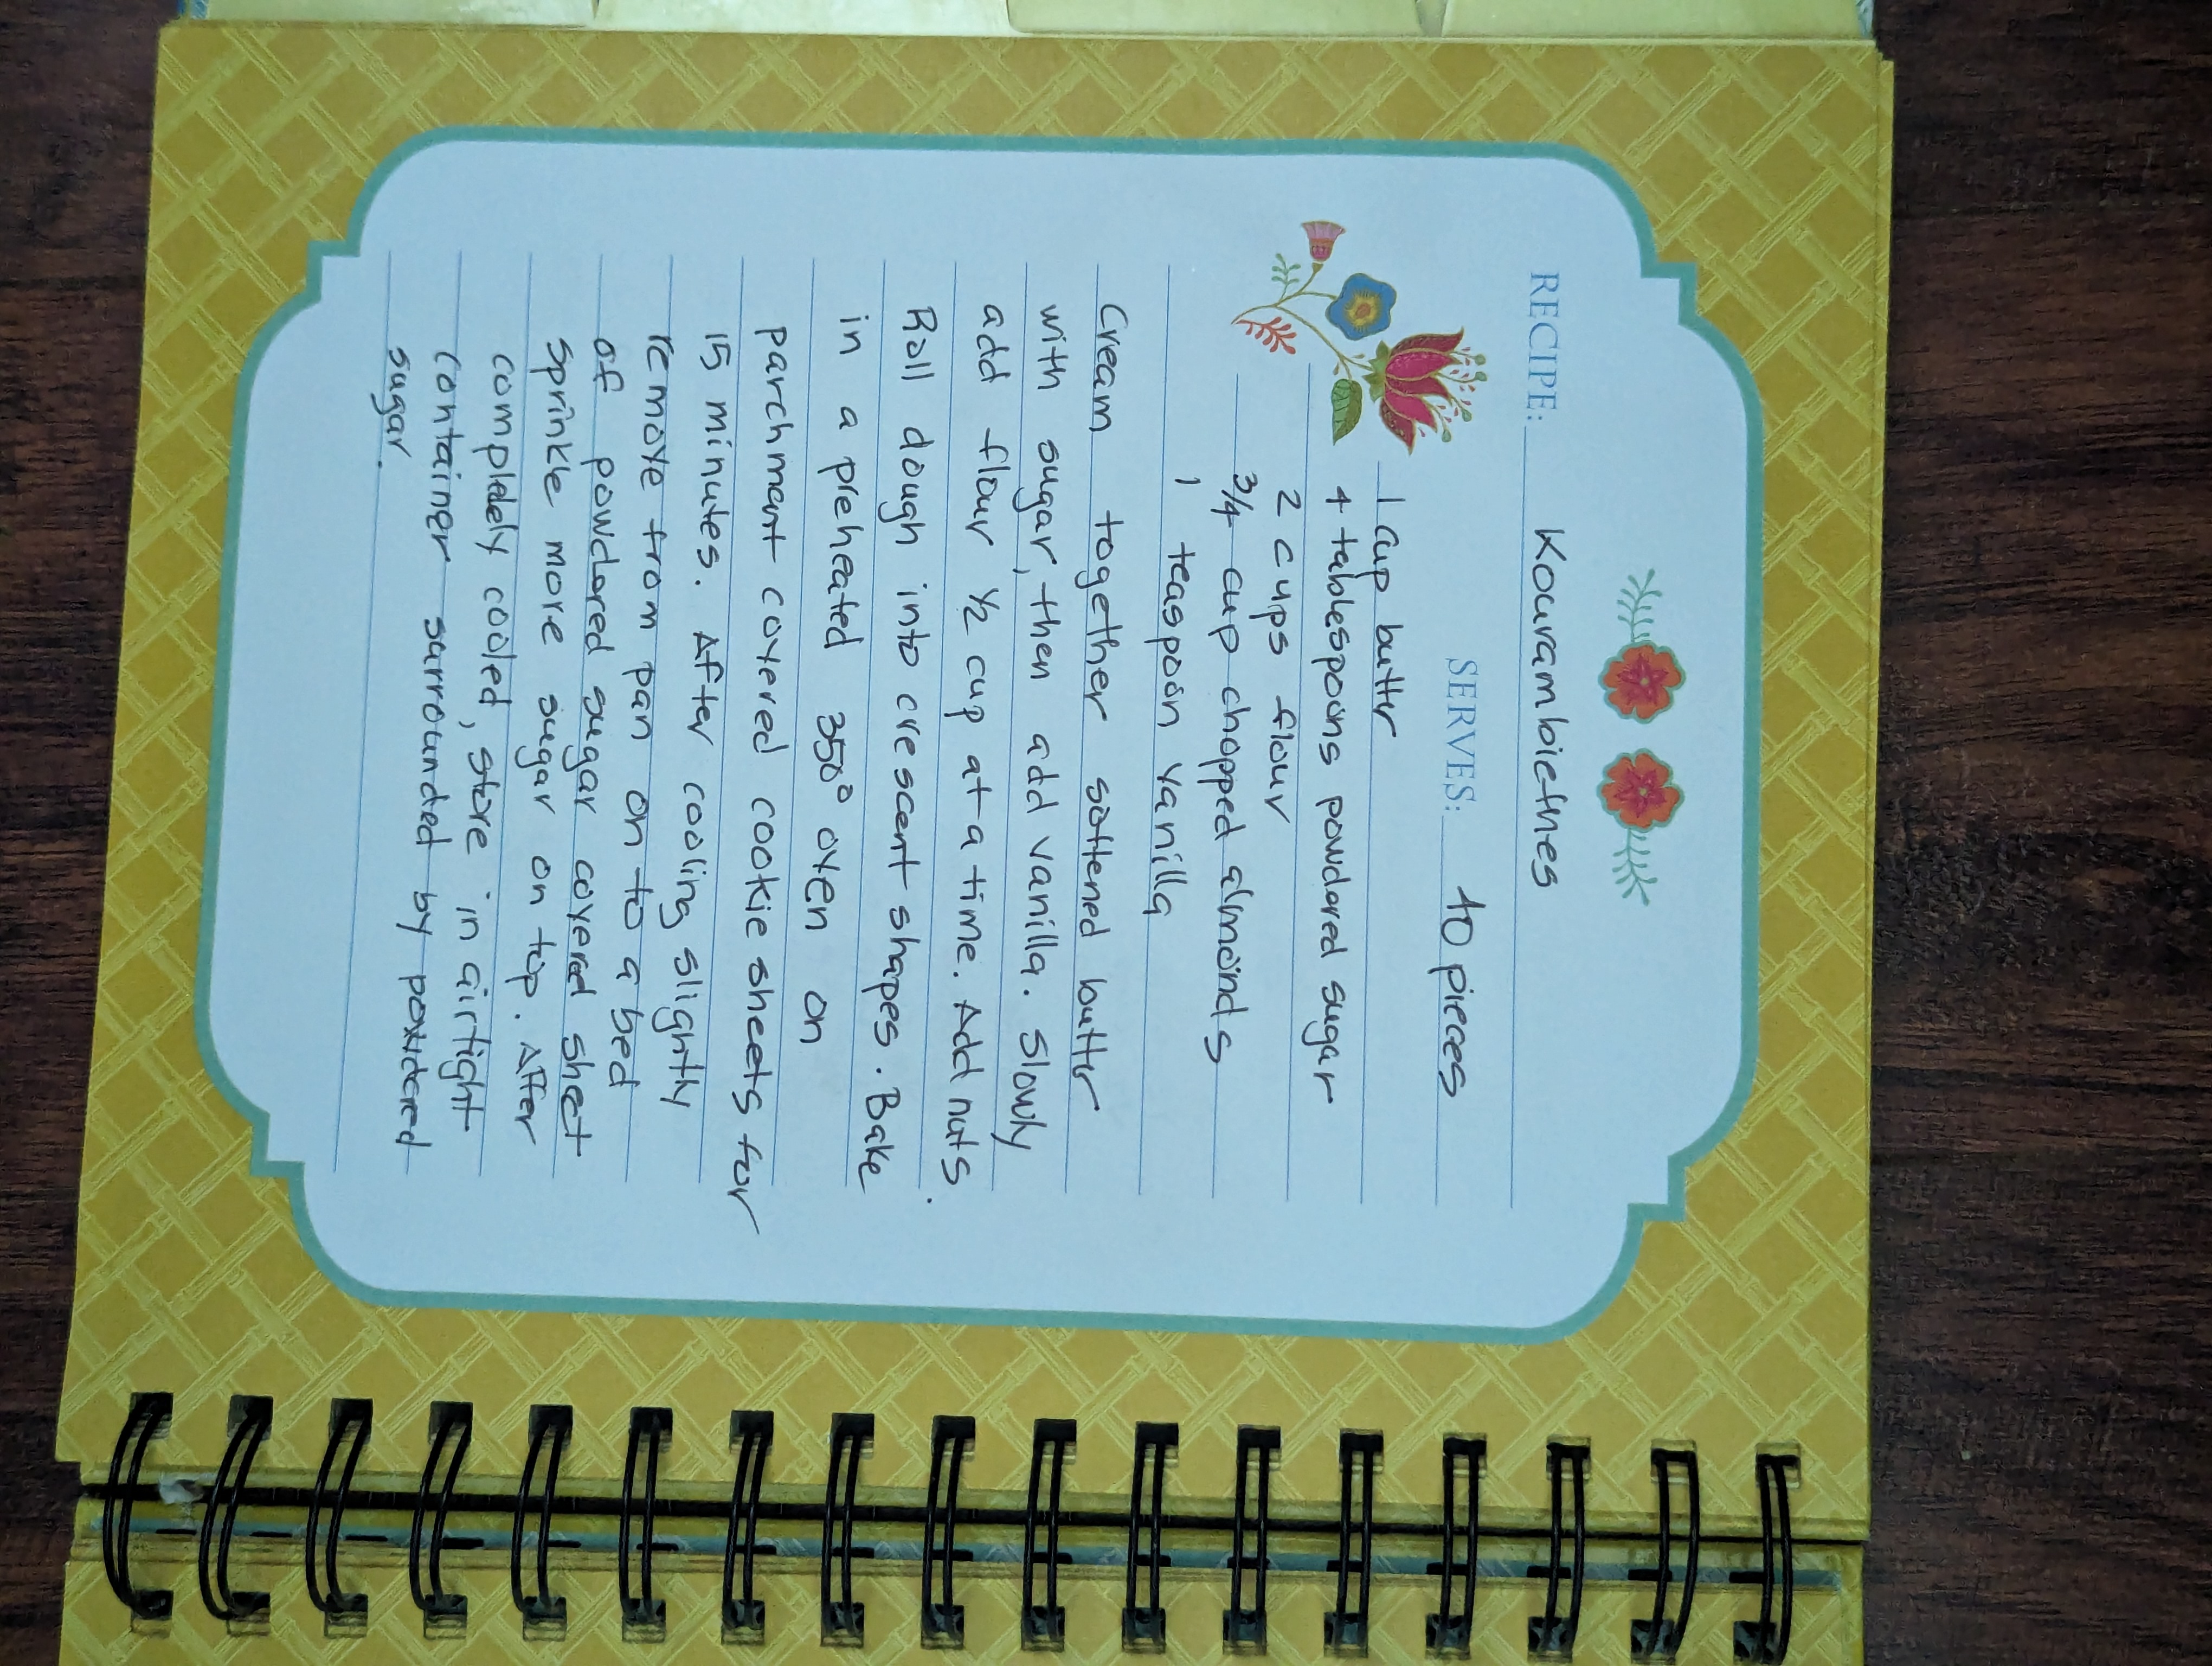 RECIPE: Kourambiethes
SERVES: 40 pieces
1 cup butter
4 tablespoons powdered sugar
2 cups flour
3/4 cup chopped almonds
1 teaspoon vanilla
Cream together softened butter
with sugar, then add vanilla. Slowly
add flour 1/2 cup at a time. Add nuts.
Roll dough into crescent shapes. Bake
in a preheated 350° oven on
parchment covered cookie sheets for
15 minutes. After cooling slightly
remove from pan on to a bed
of powdered sugar covered sheet
sprinkle more sugar on top. After
completely cooled, store in airtight
container surrounded by powdered
sugar.